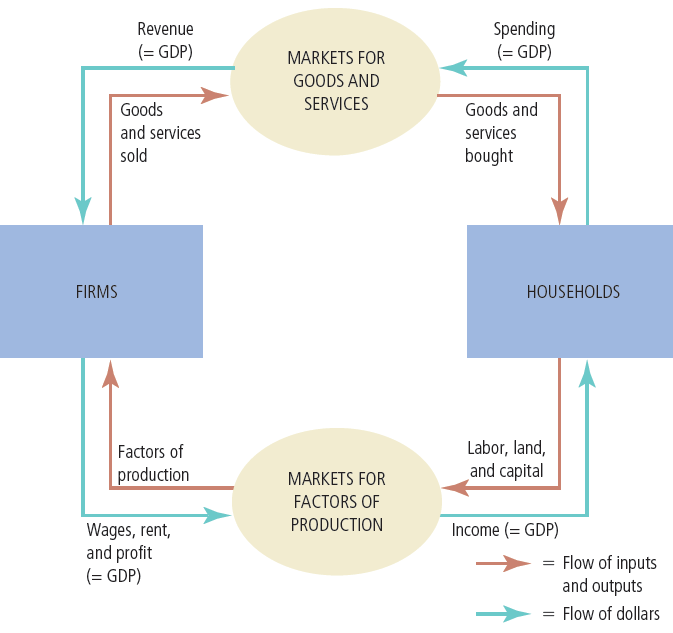 Revenue
(= GDP)
MARKETS FOR
GOODS AND
SERVICES
Spending
(= GDP)
Goods
and services
sold
Goods and
services
bought
FIRMS
HOUSEHOLDS
Factors of
production
MARKETS FOR
FACTORS OF
PRODUCTION
Labor, land,
and capital
Wages, rent,
and profit
(= GDP)
Income (= GDP)
= Flow of inputs
and outputs
= Flow of dollars